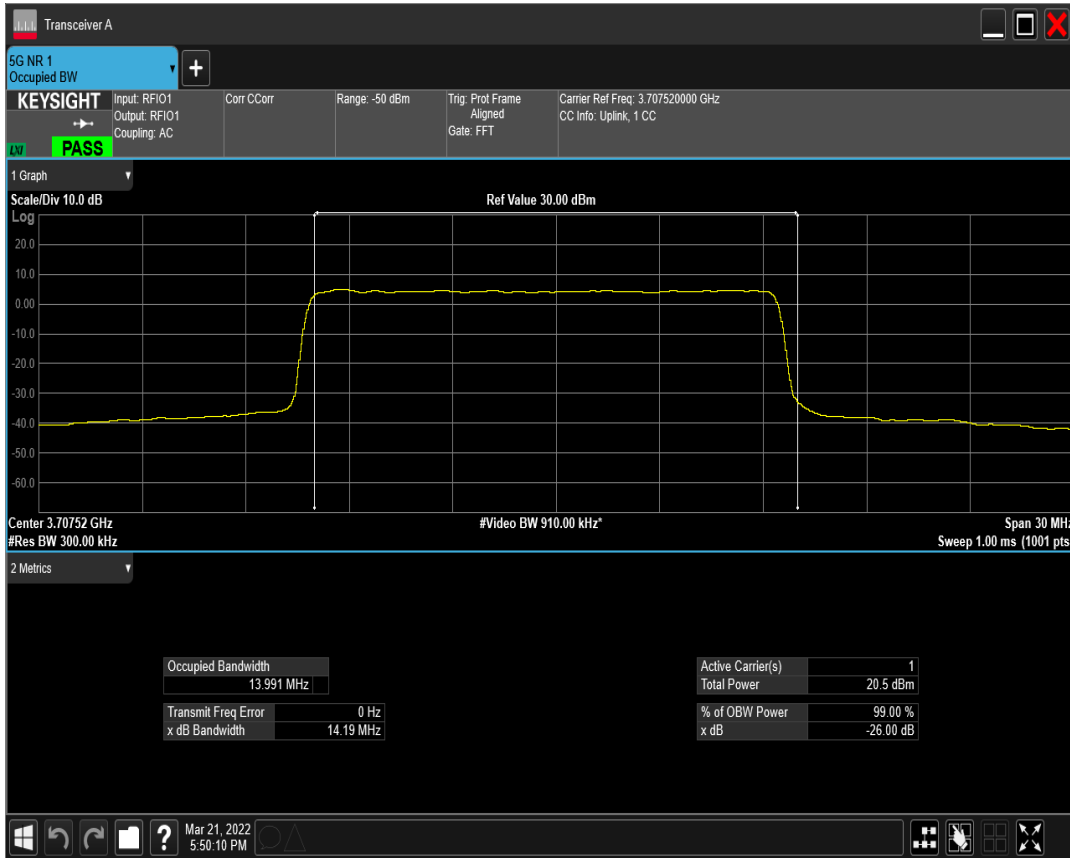 Transceiver A
5G NR 1
Occupied BW
KEYSIGHT
LXI
PASS
Input: RFIO1
Output: RFIO1
Coupling: AC
Corr CCorr
Range: -50 dBm
Trig: Prot Frame
Aligned
Gate: FFT
Carrier Ref Freq: 3.707520000 GHz
CC Info: Uplink, 1 CC
1 Graph
Scale/Div 10.0 dB
Ref Value 30.00 dBm
Log
20.0
10.0
0.00
-10.0
-20.0
-30.0
-40.0
-50.0
-60.0
Center 3.70752 GHz
#Video BW 910.00 kHz*
Span 30 MHz
#Res BW 300.00 kHz
Sweep 1.00 ms (1001 pts
2 Metrics
Occupied Bandwidth
13.991 MHz
Transmit Freq Error 0 Hz
x dB Bandwidth 14.19 MHz
Active Carrier(s) 1
Total Power 20.5 dBm
% of OBW Power 99.00 %
x dB -26.00 dB
?
Mar 21, 2022
5:50:10 PM